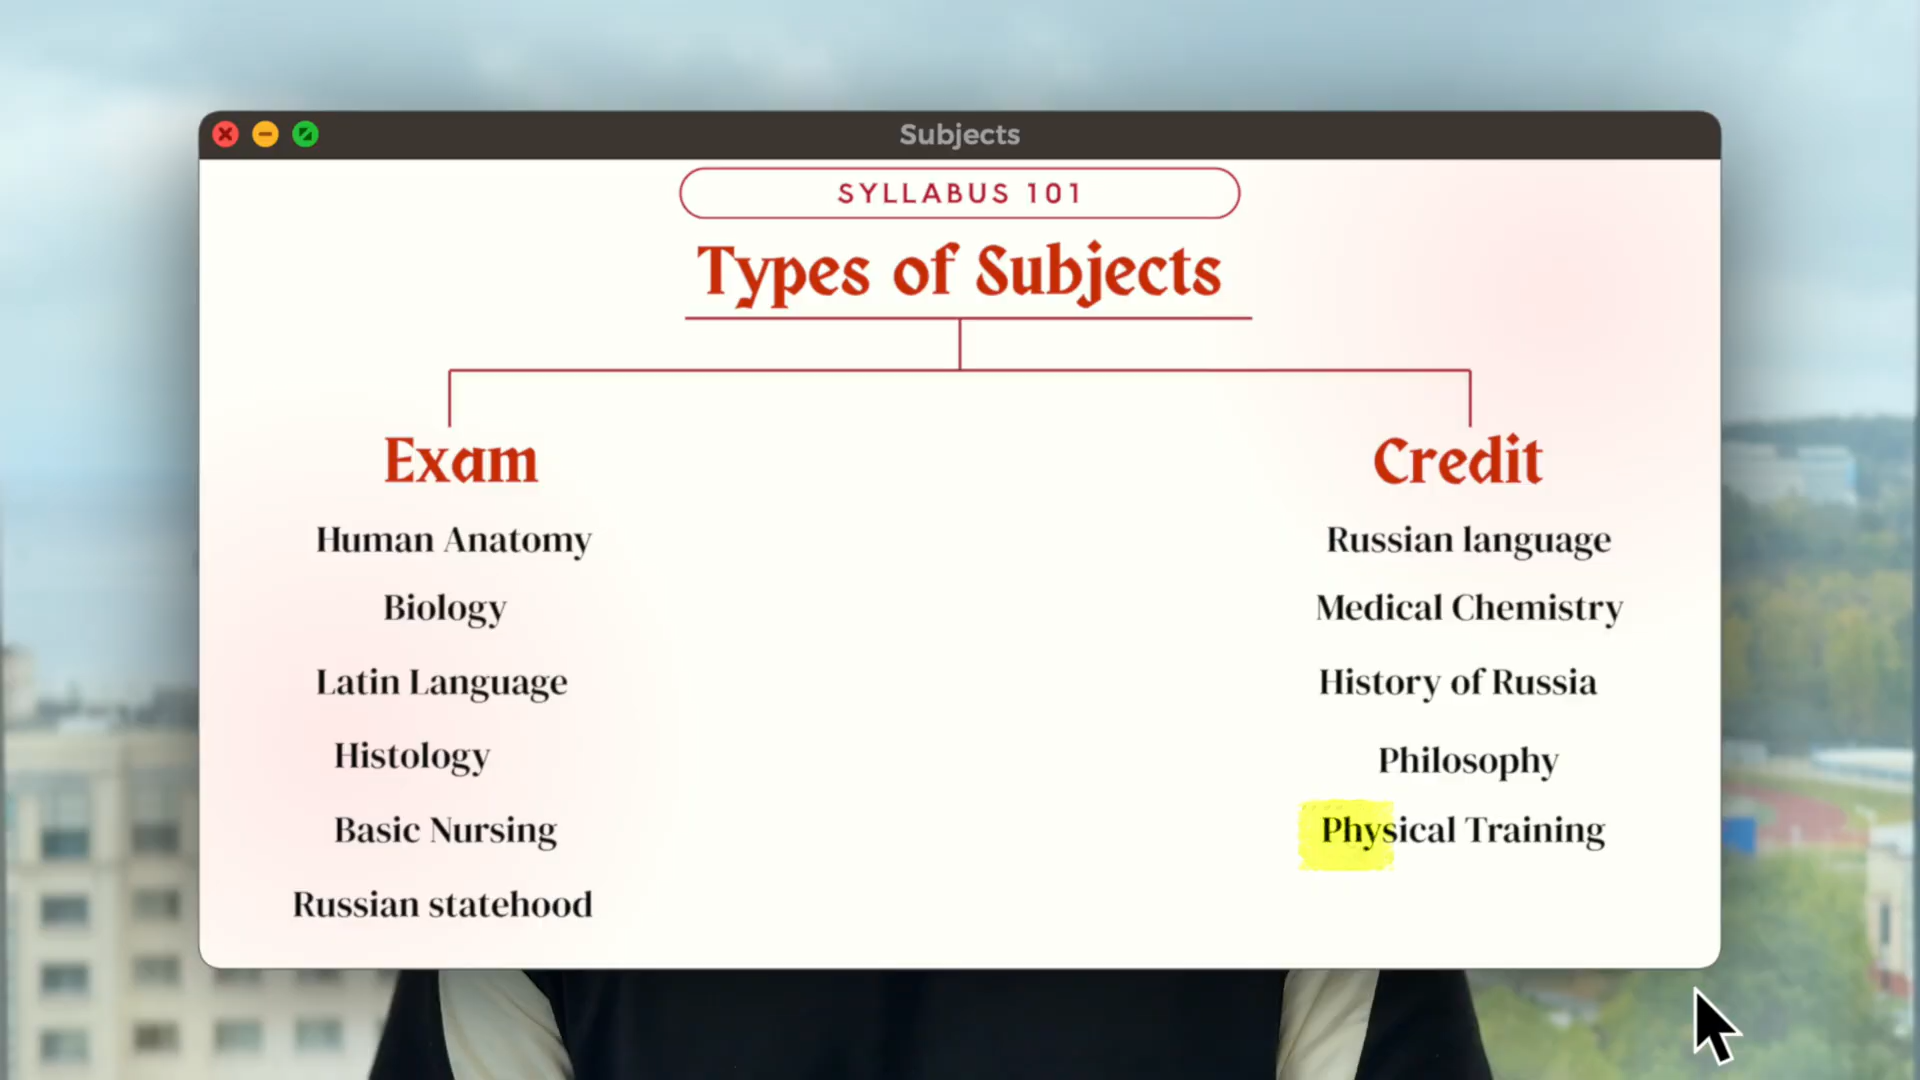 Subjects
SYLLABUS 101
Types of Subjects
Exam
Human Anatomy
Biology
Latin Language
Histology
Basic Nursing
Russian statehood
Credit
Russian language
Medical Chemistry
History of Russia
Philosophy
Physical Training